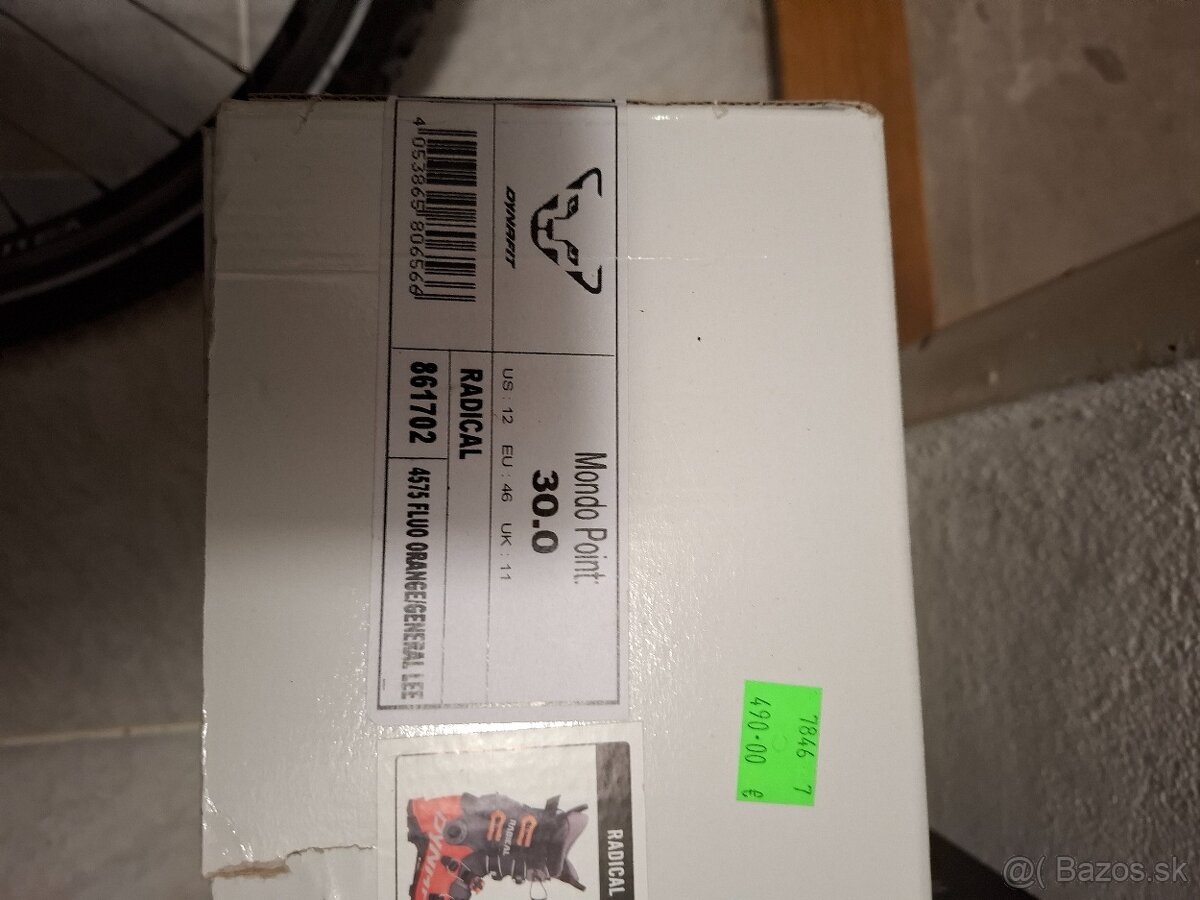 DYNAFIT
4 053865 806566
Mondo Point:
30.0
US : 12 EU : 46 UK : 11
RADICAL
861702
4575 FLUO ORANGE/GENERAL LEE
RADICAL
RADICAL
7846 7
490.00 €
@( Bazos.sk